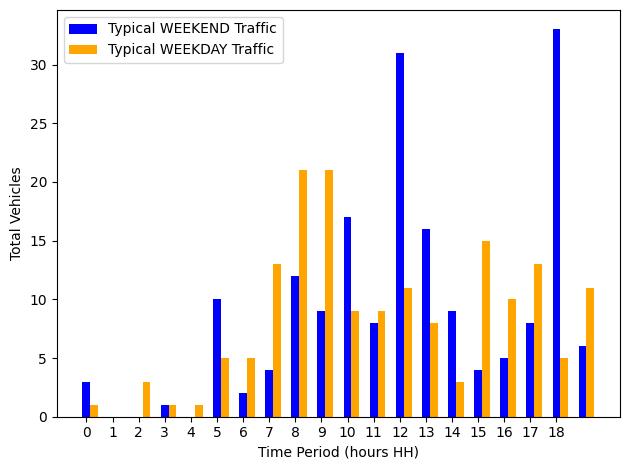 Typical WEEKEND Traffic
Typical WEEKDAY Traffic
Total Vehicles
30
25
20
15
10
5
0
0 1 2 3 4 5 6 7 8 9 10 11 12 13 14 15 16 17 18
Time Period (hours HH)